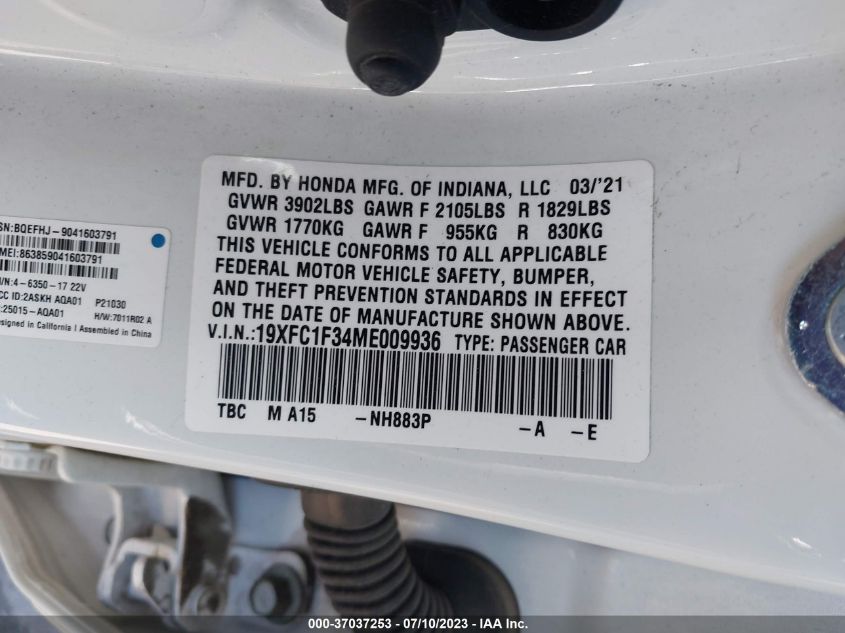 MFD. BY HONDA MFG. OF INDIANA, LLC 03/'21
GVWR 3902LBS GAWR F 2105LBS R 1829LBS
GVWR 1770KG GAWR F 955KG R 830KG
THIS VEHICLE CONFORMS TO ALL APPLICABLE
FEDERAL MOTOR VEHICLE SAFETY, BUMPER,
AND THEFT PREVENTION STANDARDS IN EFFECT
ON THE DATE OF MANUFACTURE SHOWN ABOVE.
V.I.N.:19XFC1F34ME009936 TYPE: PASSENGER CAR
TBC M A15 -NH883P -A -E
SN:BQEFHJ-9041603791
MEI:863859041603791
/N:4-6350-17 22V
CC ID:2ASKH AQA01 P21030
:25015-AQA01 H/W:7011R02 A
signed in California | Assembled in China
000-37037253 - 07/10/2023 - IAA Inc.